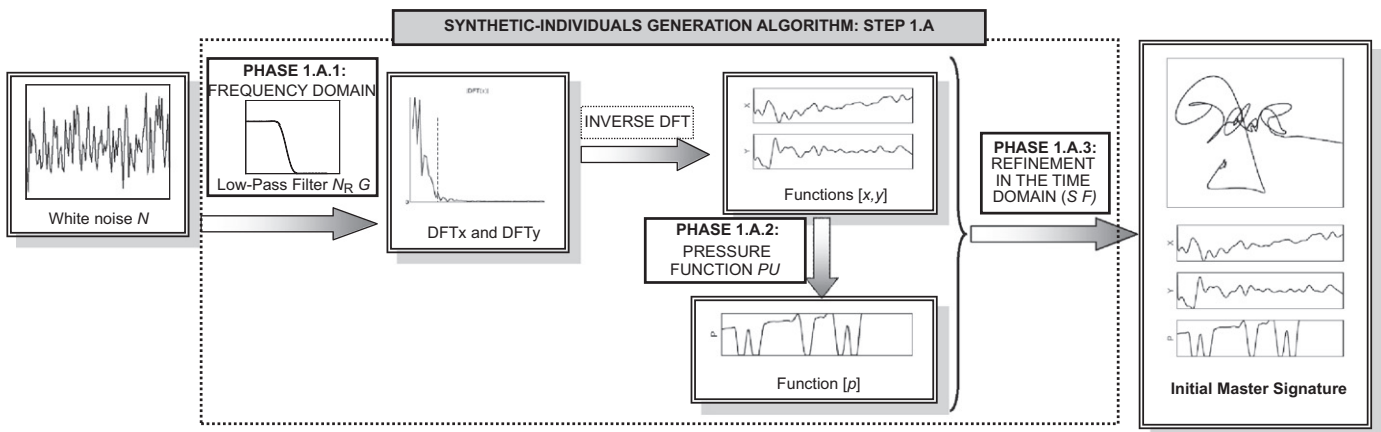 SYNTHETIC-INDIVIDUALS GENERATION ALGORITHM: STEP 1.A
White noise N
PHASE 1.A.1:
FREQUENCY DOMAIN
Low-Pass Filter N_R G
|DFT(x)|
DFTx and DFTy
INVERSE DFT
X
Y
Functions [x,y]
PHASE 1.A.2:
PRESSURE
FUNCTION PU
P
Function [p]
PHASE 1.A.3:
REFINEMENT
IN THE TIME
DOMAIN (S F)
X
Y
P
Initial Master Signature